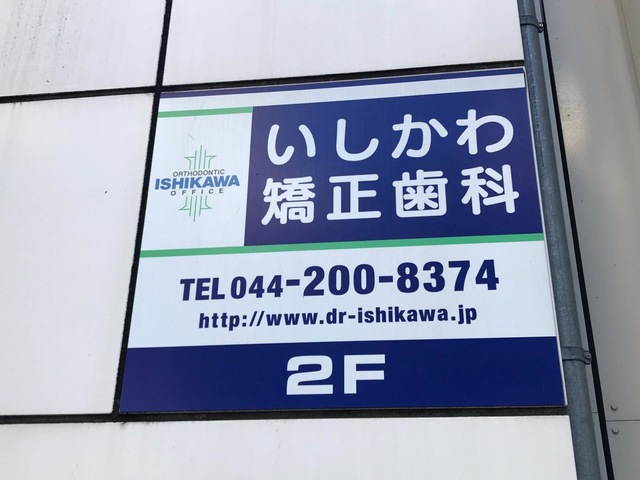 ORTHODONTIC
ISHIKAWA
OFFICE
いしかわ
矯正歯科
TEL 044-200-8374
http://www.dr-ishikawa.jp
2F